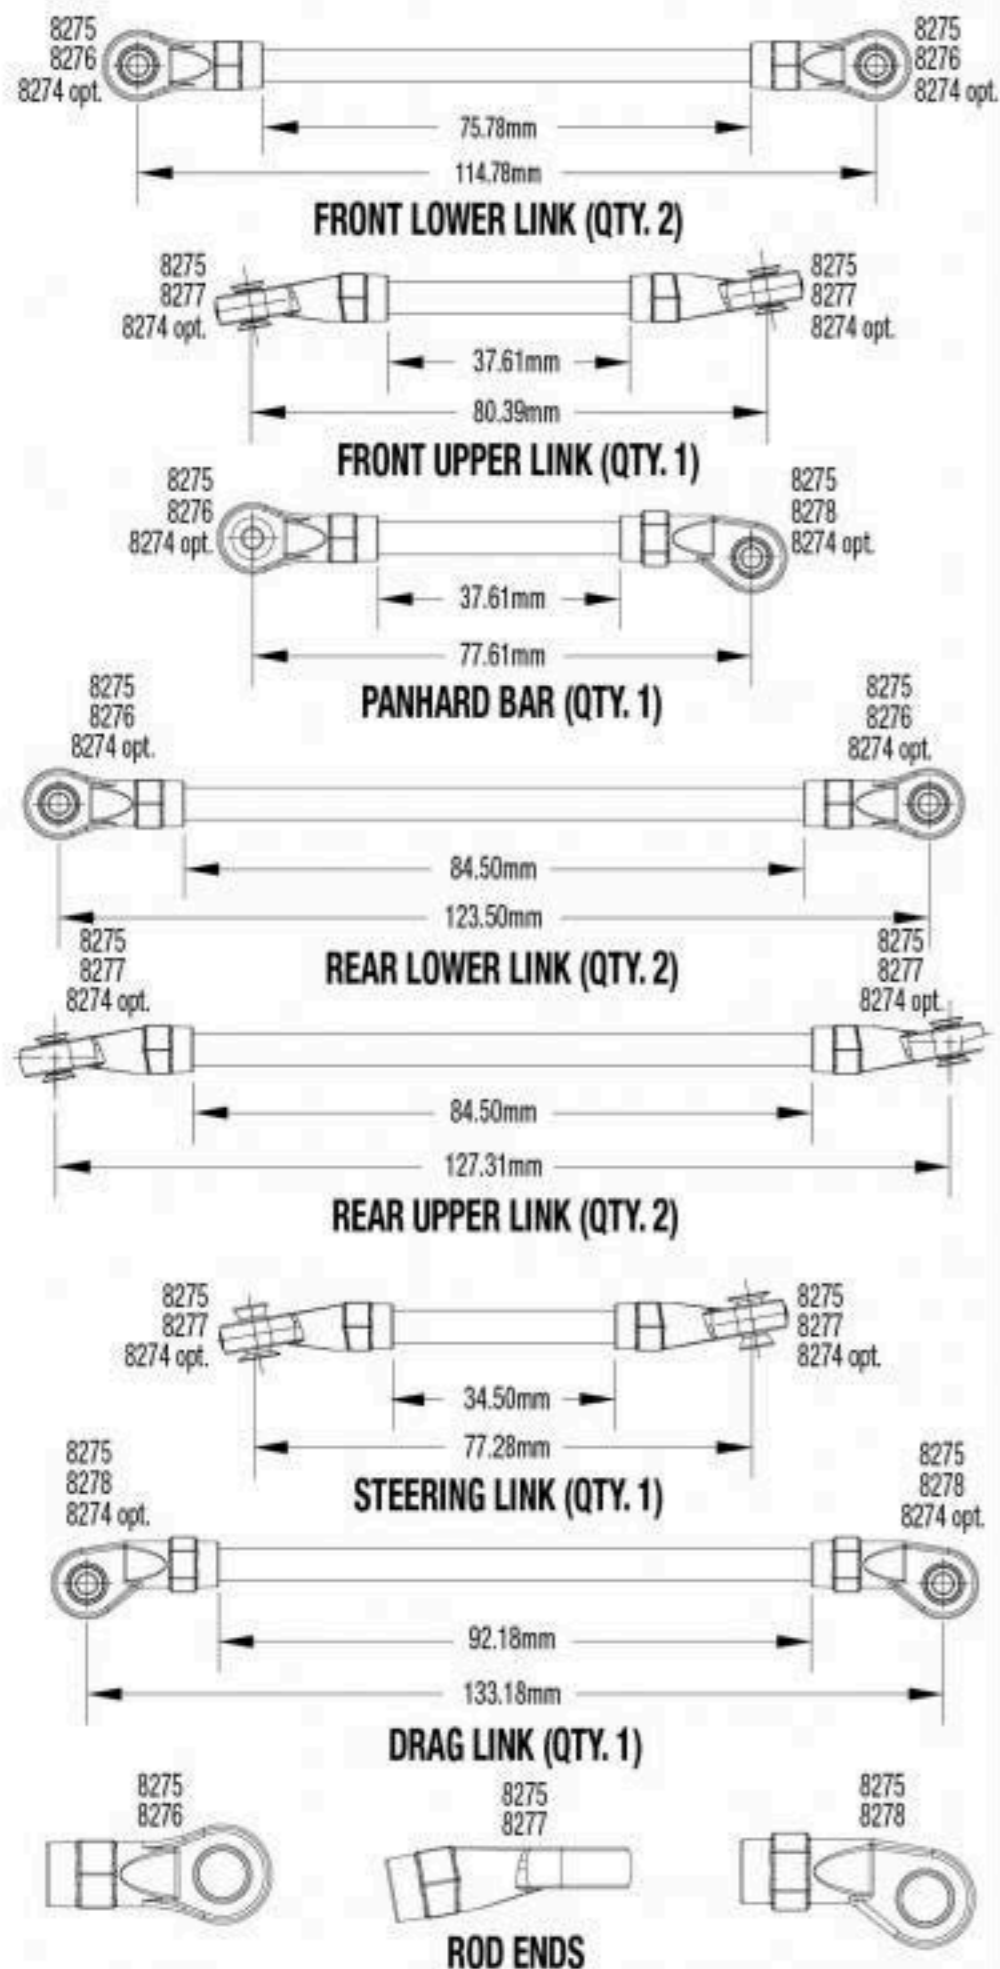 8275
8276
8274 opt.
8275
8276
8274 opt.
75.78mm
114.78mm
FRONT LOWER LINK (QTY. 2)
8275
8277
8274 opt.
8275
8277
8274 opt.
37.61mm
80.39mm
FRONT UPPER LINK (QTY. 1)
8275
8276
8274 opt.
8275
8278
8274 opt.
37.61mm
77.61mm
PANHARD BAR (QTY. 1)
8275
8276
8274 opt.
8275
8276
8274 opt.
84.50mm
123.50mm
REAR LOWER LINK (QTY. 2)
8275
8277
8274 opt.
8275
8277
8274 opt.
84.50mm
127.31mm
REAR UPPER LINK (QTY. 2)
8275
8277
8274 opt.
8275
8277
8274 opt.
34.50mm
77.28mm
STEERING LINK (QTY. 1)
8275
8278
8274 opt.
8275
8278
8274 opt.
92.18mm
133.18mm
DRAG LINK (QTY. 1)
8275
8276
8275
8277
8275
8278
ROD ENDS